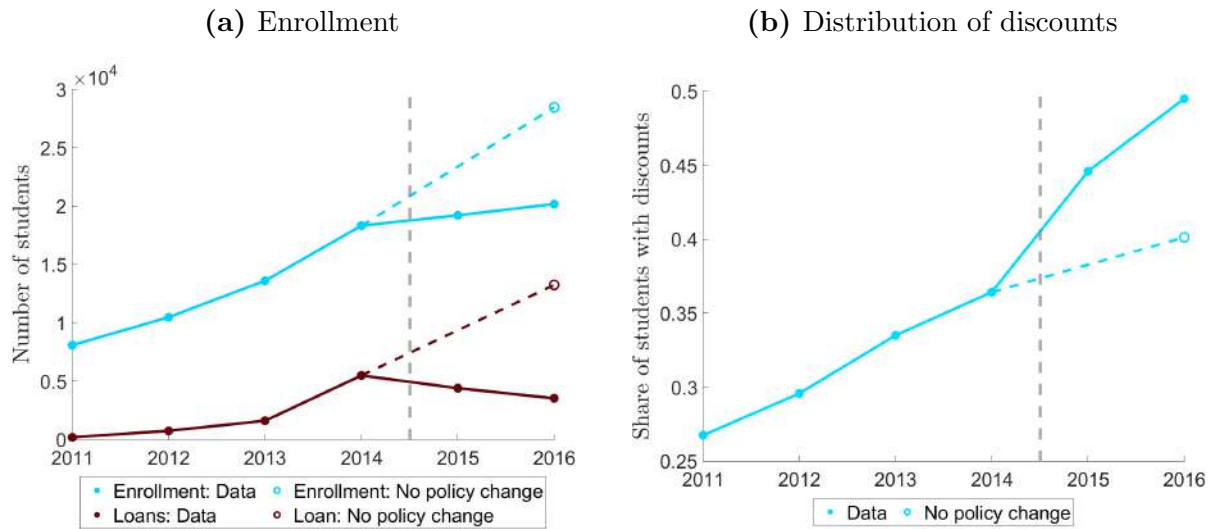 (a) Enrollment
×10⁴
3
2.5
2
1.5
1
0.5
0
Number of students
2011 2012 2013 2014 2015 2016
Enrollment: Data Enrollment: No policy change
Loans: Data Loan: No policy change
(b) Distribution of discounts
0.5
0.45
0.4
0.35
0.3
0.25
Share of students with discounts
2011 2012 2013 2014 2015 2016
Data No policy change